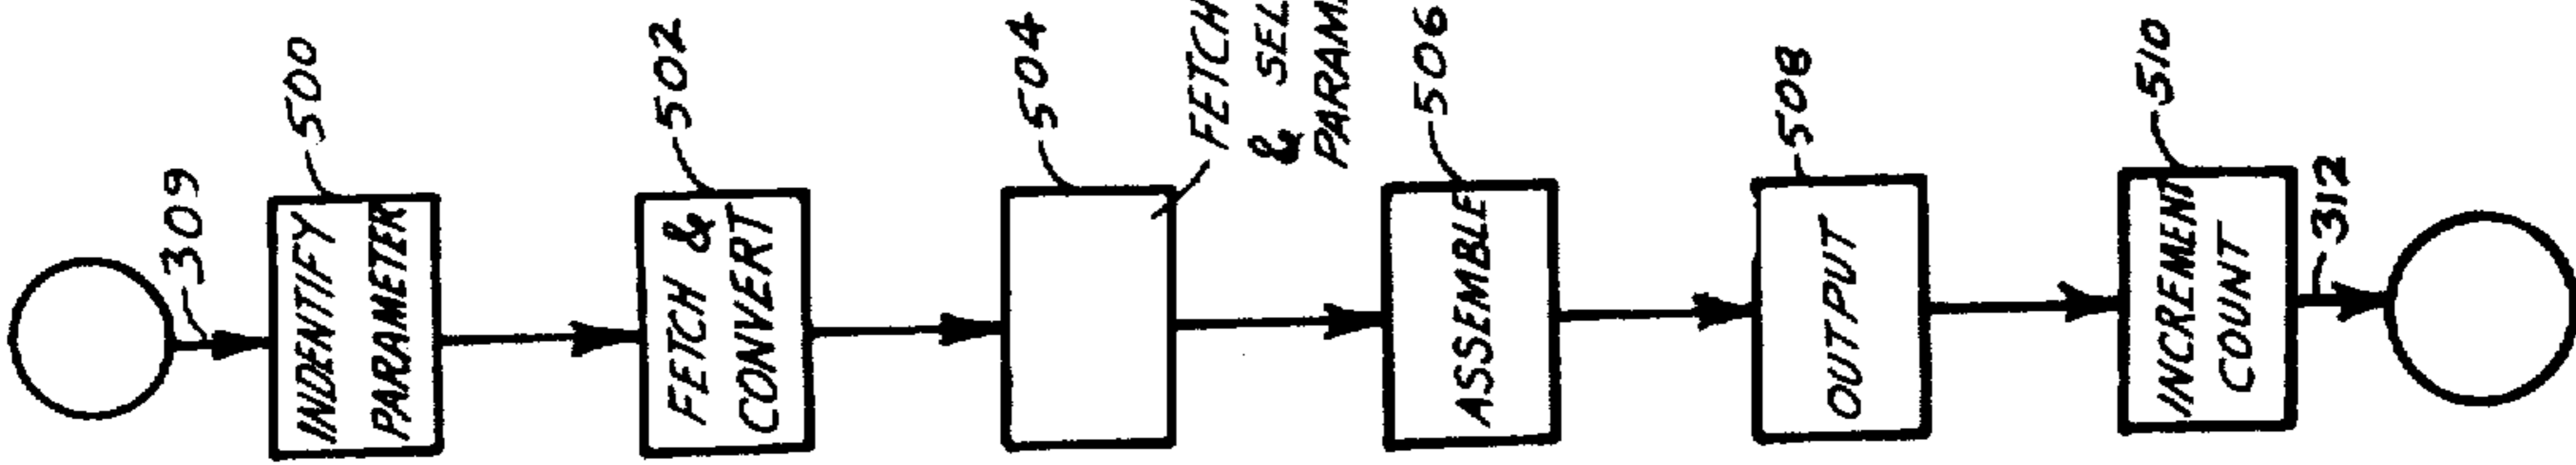 309
500
INDENTIFY
PARAMETER
502
FETCH &
CONVERT
504
FETCH
&
506
ASSEMBLE
508
OUTPUT
510
INCREMENT
COUNT
312